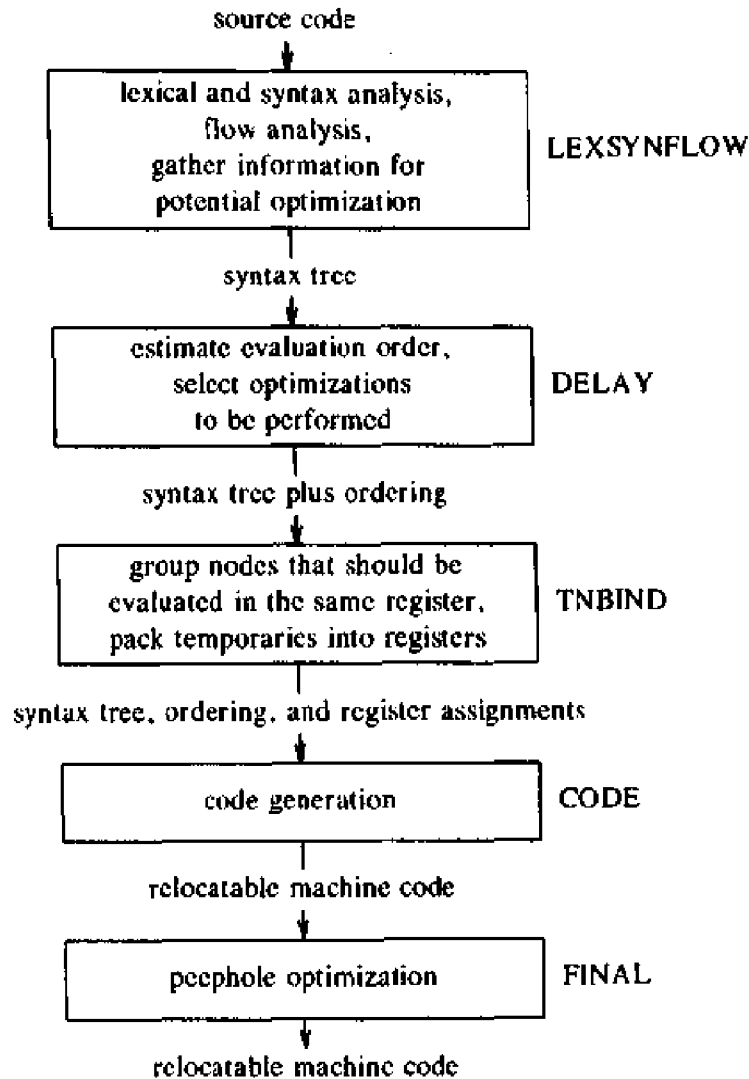 source code
lexical and syntax analysis,
flow analysis,
gather information for
potential optimization
LEXSYNFLOW
syntax tree
estimate evaluation order,
select optimizations
to be performed
DELAY
syntax tree plus ordering
group nodes that should be
evaluated in the same register,
pack temporaries into registers
TNBIND
syntax tree, ordering, and register assignments
code generation
CODE
relocatable machine code
peephole optimization
FINAL
relocatable machine code